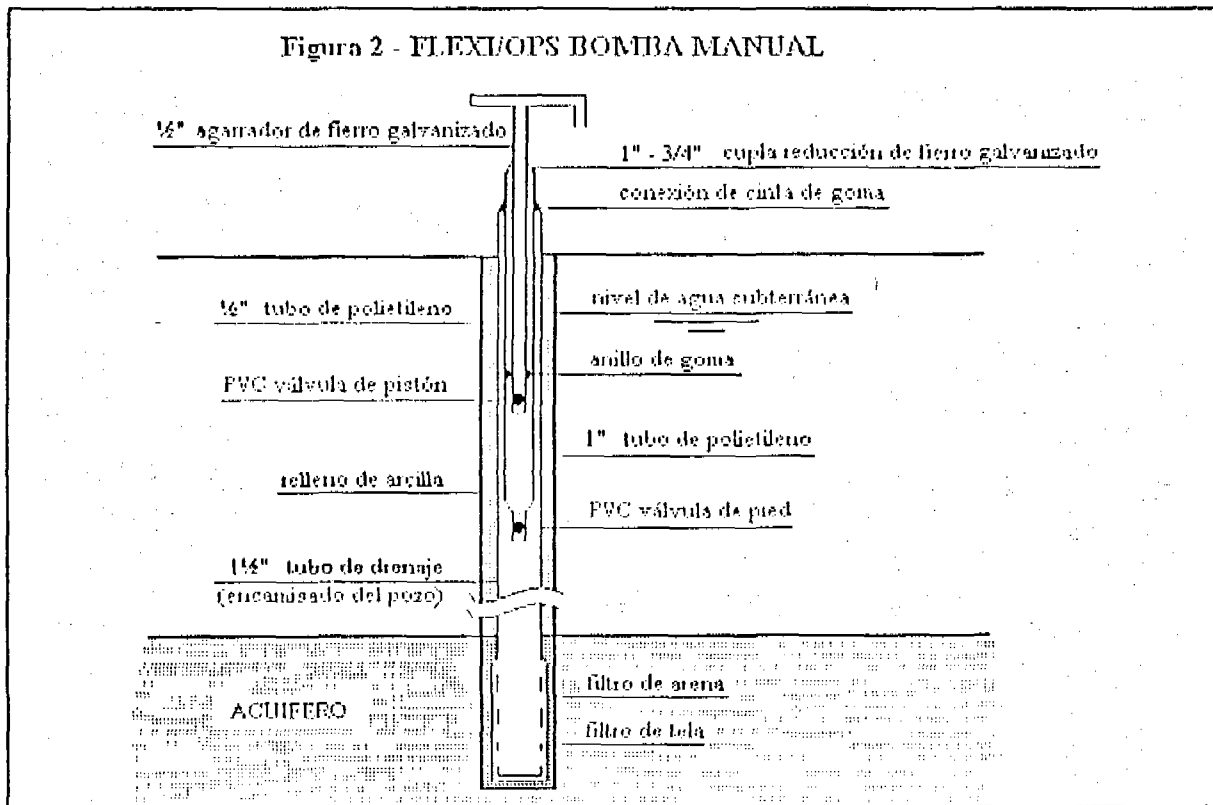 Figura 2 - FLEXI/OPS BOMBA MANUAL
½" agarrador de fierro galvanizado
1" - 3/4" cupla reducción de fierro galvanizado
conexión de cinta de goma
½" tubo de polietileno
nivel de agua subterránea
anillo de goma
PVC válvula de pistón
1" tubo de polietileno
relleno de arcilla
PVC válvula de pied
1½" tubo de drenaje
(encamisado del pozo)
filtro de arena
ACUIFERO
filtro de tela